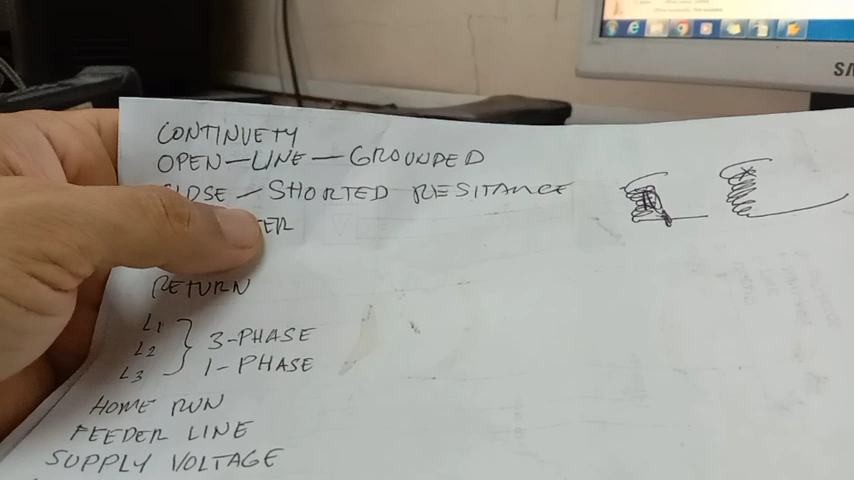 CONTINUETY
OPEN-LINE-GROUNDED
CLOSE - SHORTED RESITANCE
RETURN
L1
L2
L3
3-PHASE
1-PHASE
HOME RUN
FEEDER LINE
SUPPLY VOLTAGE